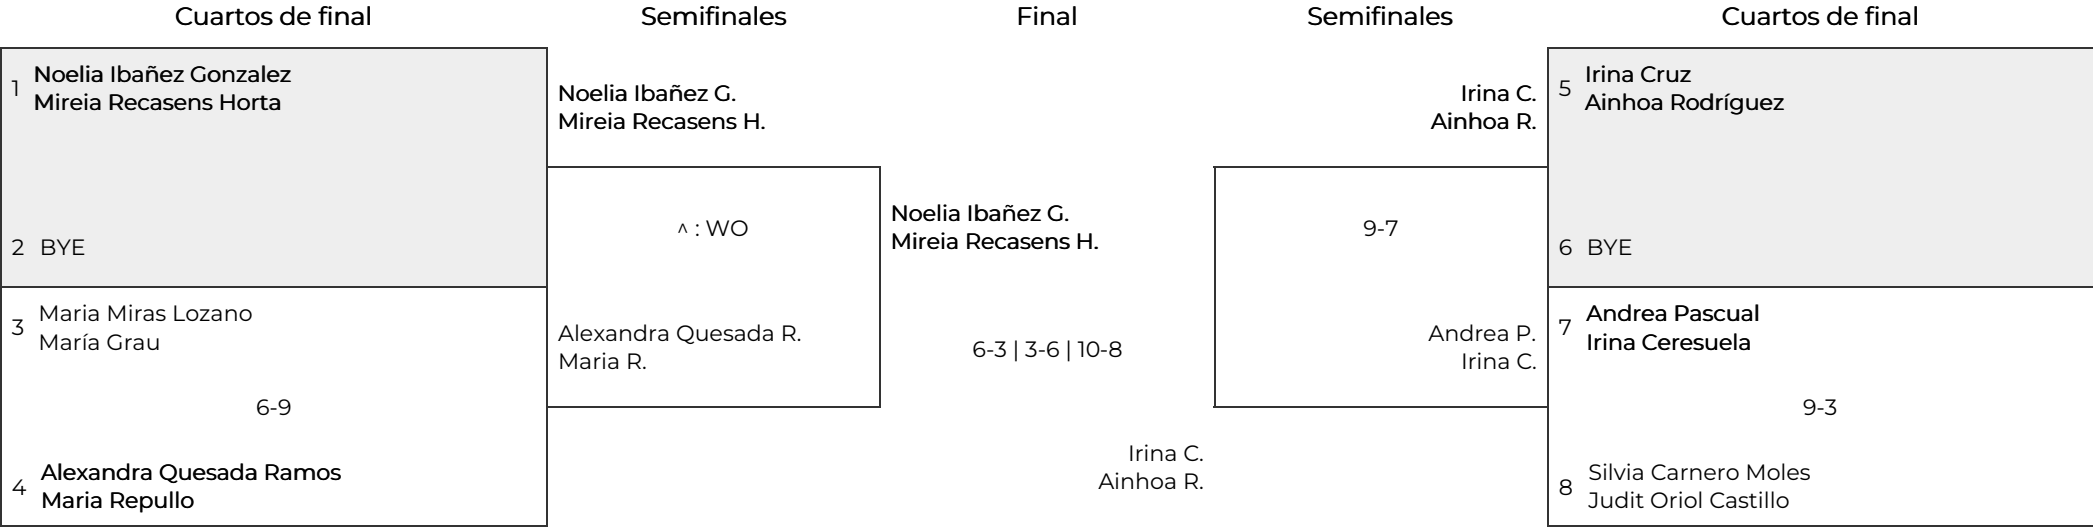 Cuartos de final
Semifinales
Final
Semifinales
Cuartos de final
1
Noelia Ibañez Gonzalez
Mireia Recasens Horta
2 BYE
3
Maria Miras Lozano
María Grau
6-9
4
Alexandra Quesada Ramos
Maria Repullo
Noelia Ibañez G.
Mireia Recasens H.
^ : WO
Alexandra Quesada R.
Maria R.
Noelia Ibañez G.
Mireia Recasens H.
6-3 | 3-6 | 10-8
Irina C.
Ainhoa R.
Irina C.
Ainhoa R.
9-7
Andrea P.
Irina C.
5
Irina Cruz
Ainhoa Rodríguez
6 BYE
7
Andrea Pascual
Irina Ceresuela
9-3
8
Silvia Carnero Moles
Judit Oriol Castillo